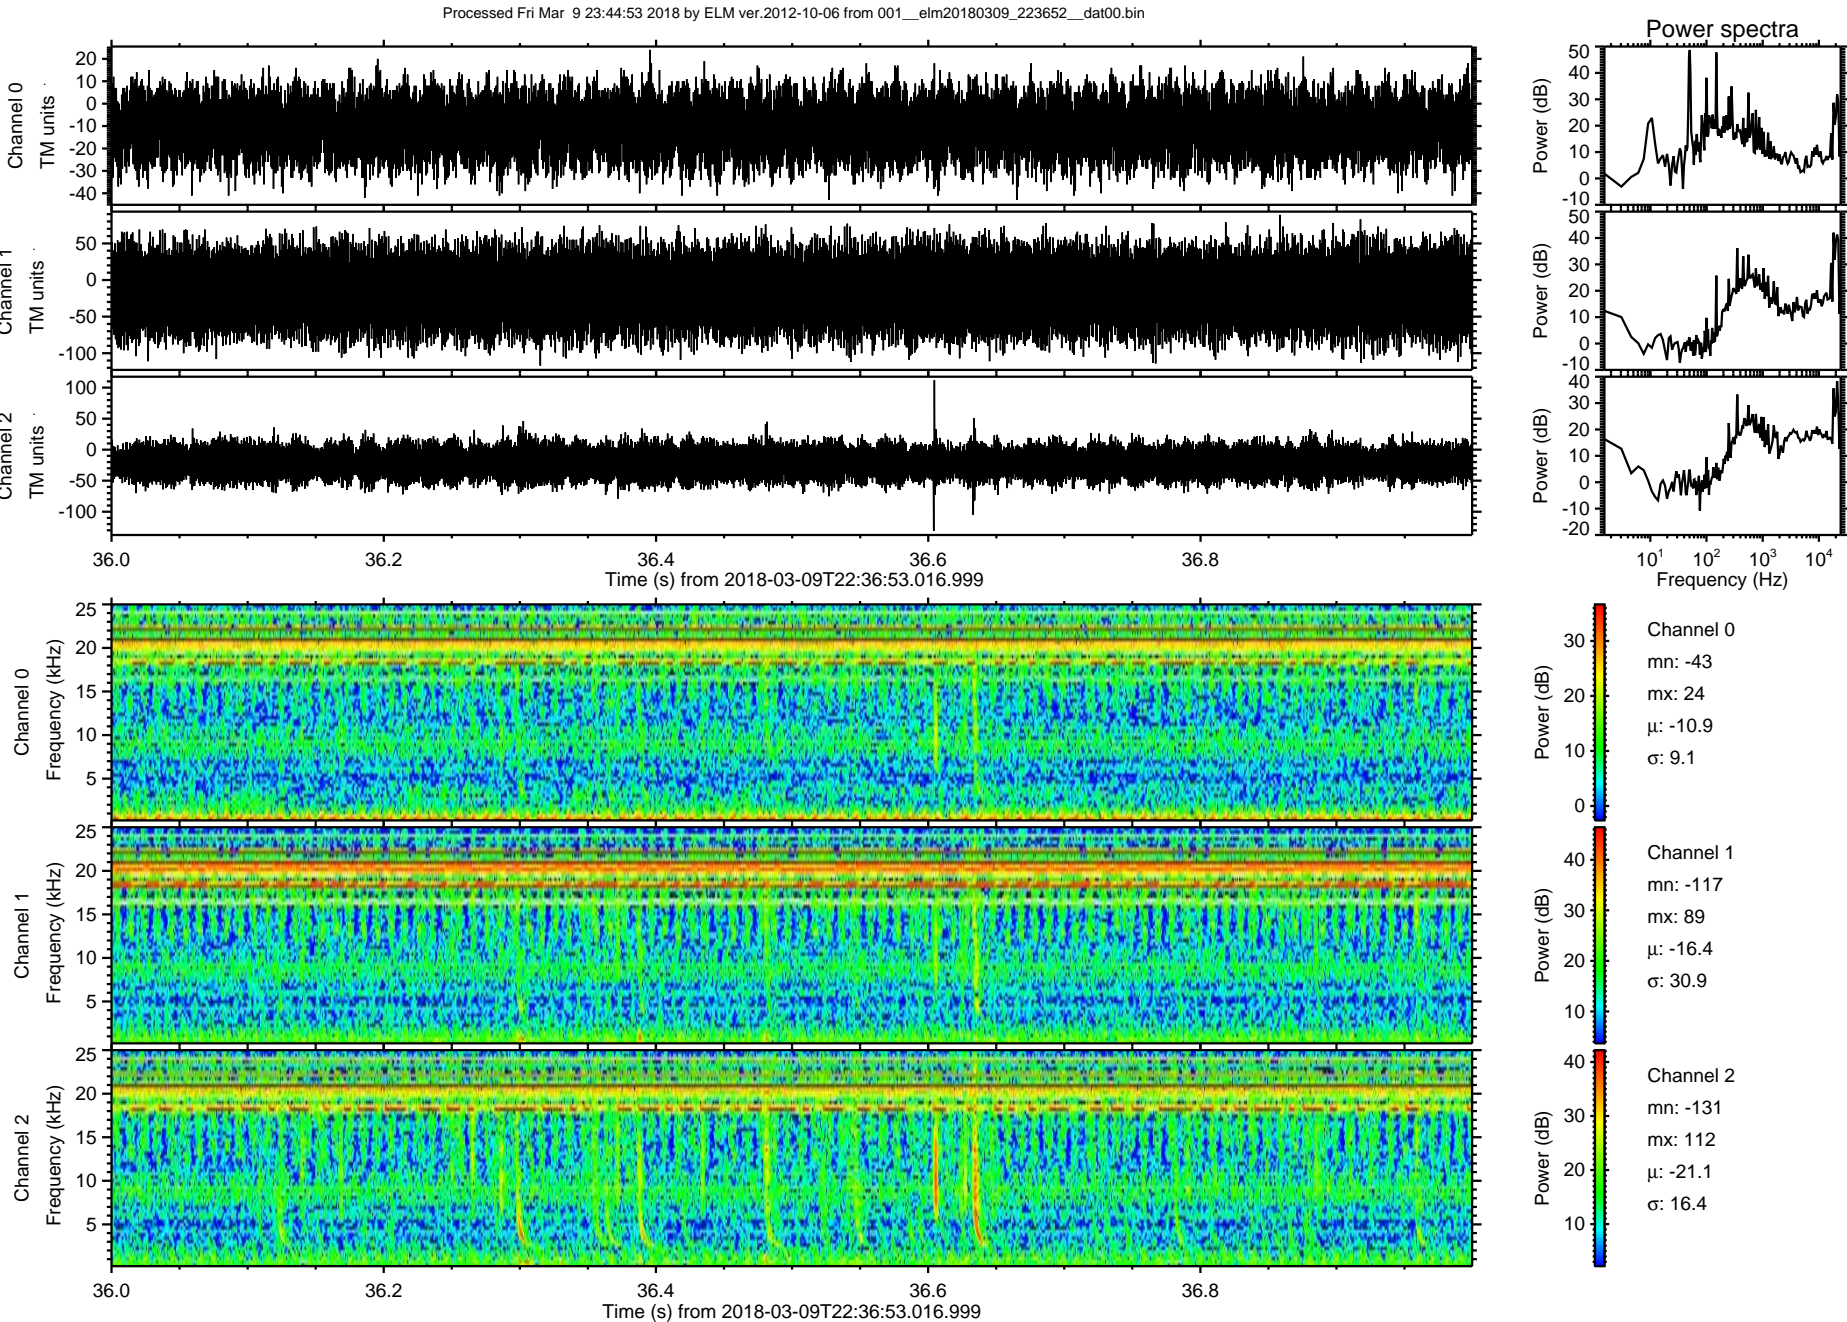 Processed Fri Mar 9 23:44:53 2018 by ELM ver.2012-10-06 from 001__elm20180309_223652__dat00.bin
Power spectra
Channel 0
TM units
20
10
0
-10
-20
-30
-40
Power (dB)
50
40
30
20
10
0
-10
Channel 1
TM units
50
0
-50
-100
Power (dB)
50
40
30
20
10
0
-10
Channel 2
TM units
100
50
0
-50
-100
Power (dB)
40
30
20
10
0
-10
-20
36.0 36.2 36.4 36.6 36.8
Time (s) from 2018-03-09T22:36:53.016.999
10^1 10^2 10^3 10^4
Frequency (Hz)
Channel 0
Frequency (kHz)
25
20
15
10
5
Power (dB)
30
20
10
0
Channel 0
mn: -43
mx: 24
μ: -10.9
σ: 9.1
Channel 1
Frequency (kHz)
25
20
15
10
5
Power (dB)
40
30
20
10
Channel 1
mn: -117
mx: 89
μ: -16.4
σ: 30.9
Channel 2
Frequency (kHz)
25
20
15
10
5
Power (dB)
40
30
20
10
Channel 2
mn: -131
mx: 112
μ: -21.1
σ: 16.4
36.0 36.2 36.4 36.6 36.8
Time (s) from 2018-03-09T22:36:53.016.999